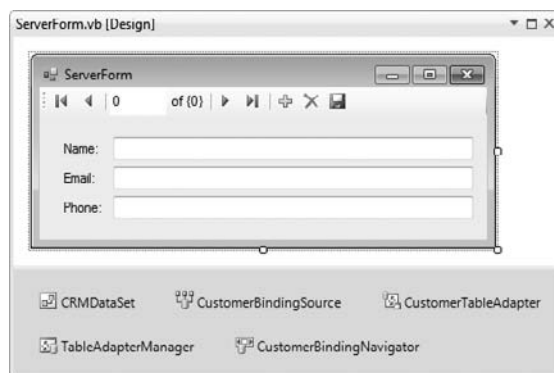 ServerForm.vb [Design]
ServerForm
0 of {0}
Name:
Email:
Phone:
CRMDataSet CustomerBindingSource CustomerTableAdapter
TableAdapterManager CustomerBindingNavigator